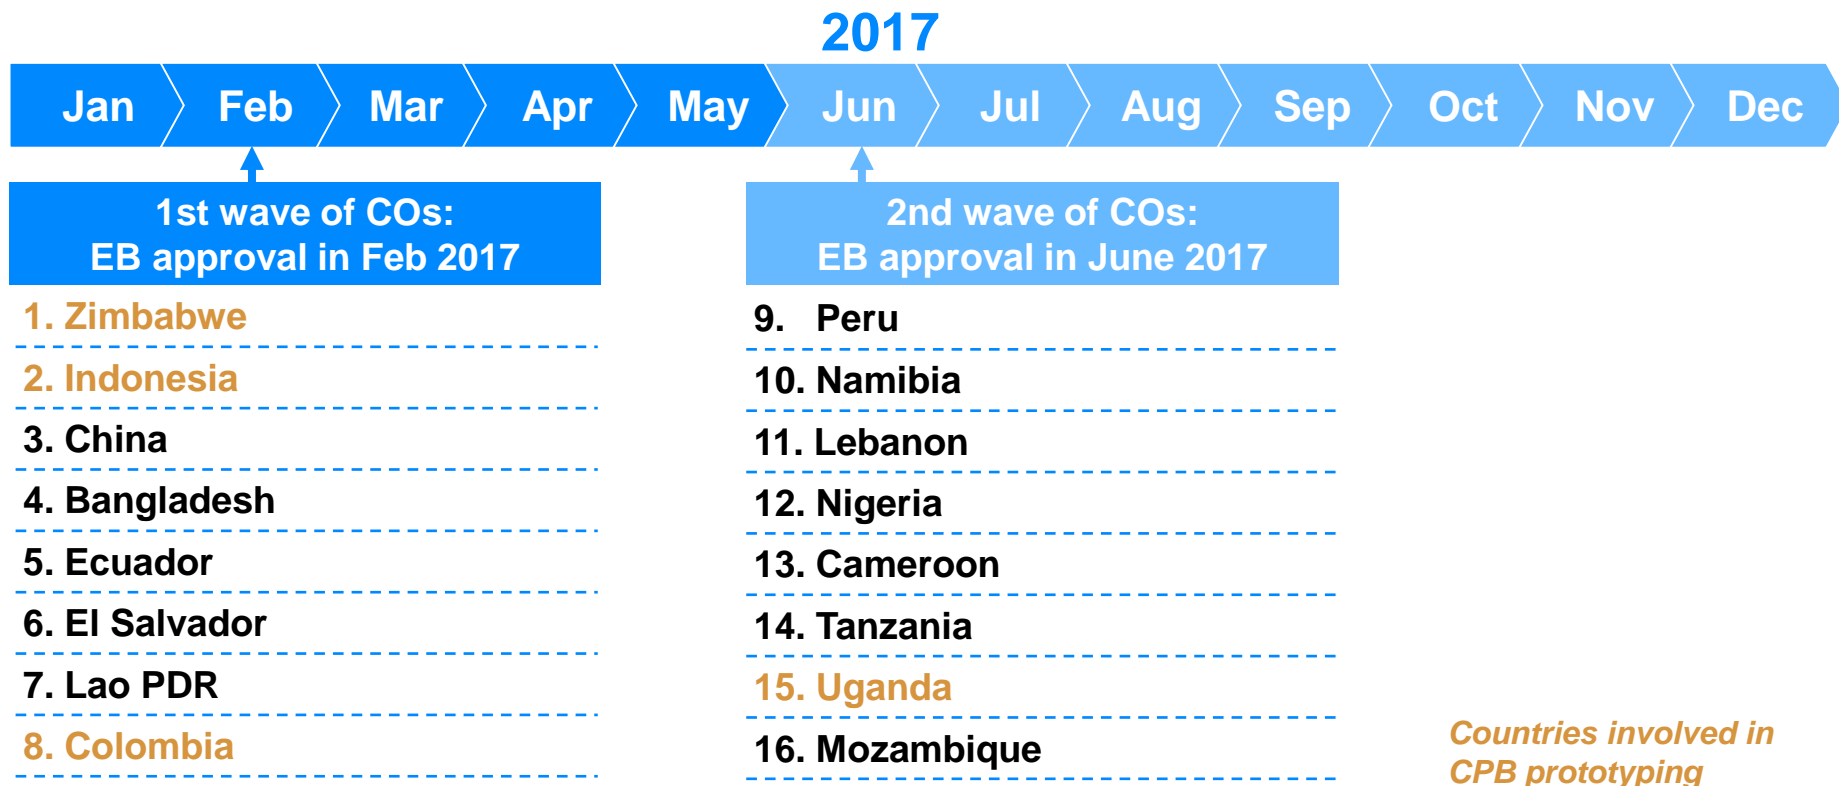 2017
Jan Feb Mar Apr May Jun Jul Aug Sep Oct Nov Dec
1st wave of COs:
EB approval in Feb 2017
1. Zimbabwe
2. Indonesia
3. China
4. Bangladesh
5. Ecuador
6. El Salvador
7. Lao PDR
8. Colombia
2nd wave of COs:
EB approval in June 2017
9. Peru
10. Namibia
11. Lebanon
12. Nigeria
13. Cameroon
14. Tanzania
15. Uganda
16. Mozambique
Countries involved in
CPB prototyping